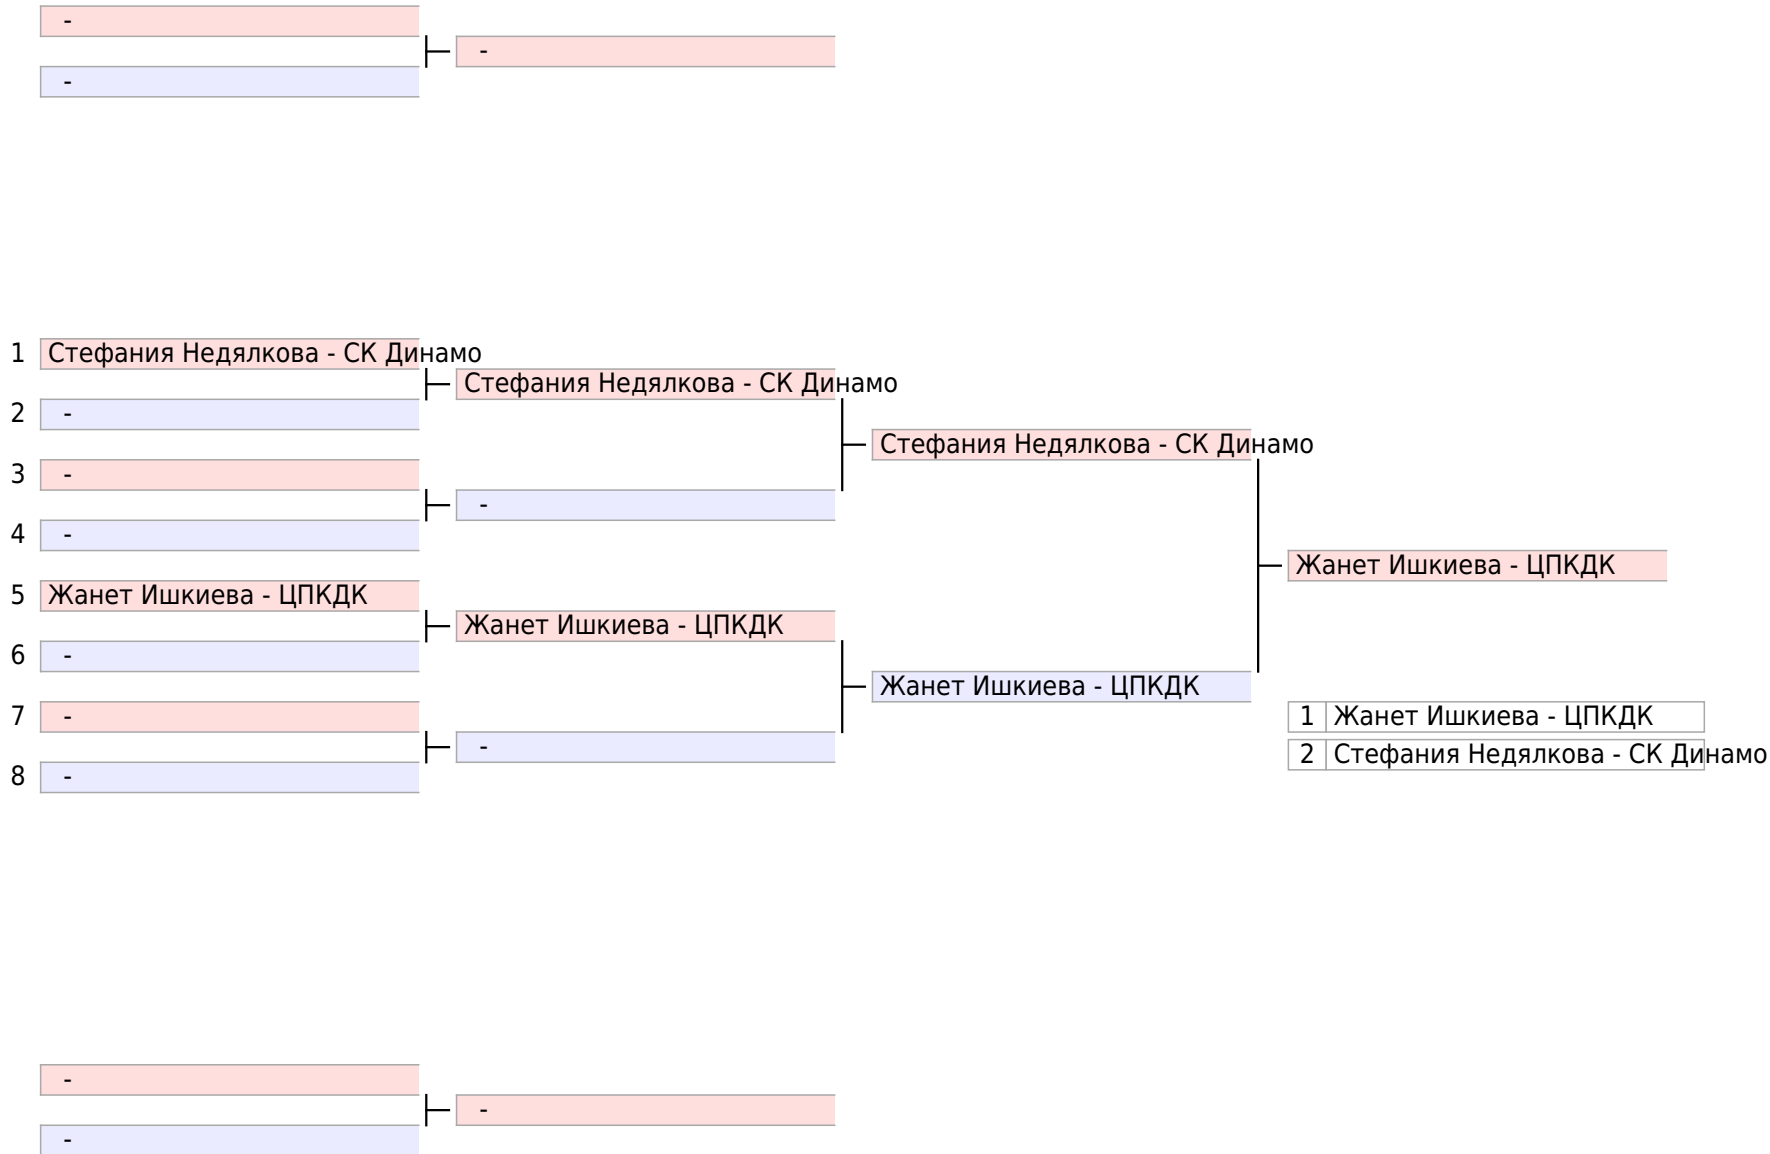 -
-
-
1 Стефания Недялкова - СК Динамо
Стефания Недялкова - СК Динамо
2 -
Стефания Недялкова - СК Динамо
3 -
-
4 -
Жанет Ишкиева - ЦПКДК
5 Жанет Ишкиева - ЦПКДК
Жанет Ишкиева - ЦПКДК
6 -
Жанет Ишкиева - ЦПКДК
7 -
1 Жанет Ишкиева - ЦПКДК
-
2 Стефания Недялкова - СК Динамо
8 -
-
-
-